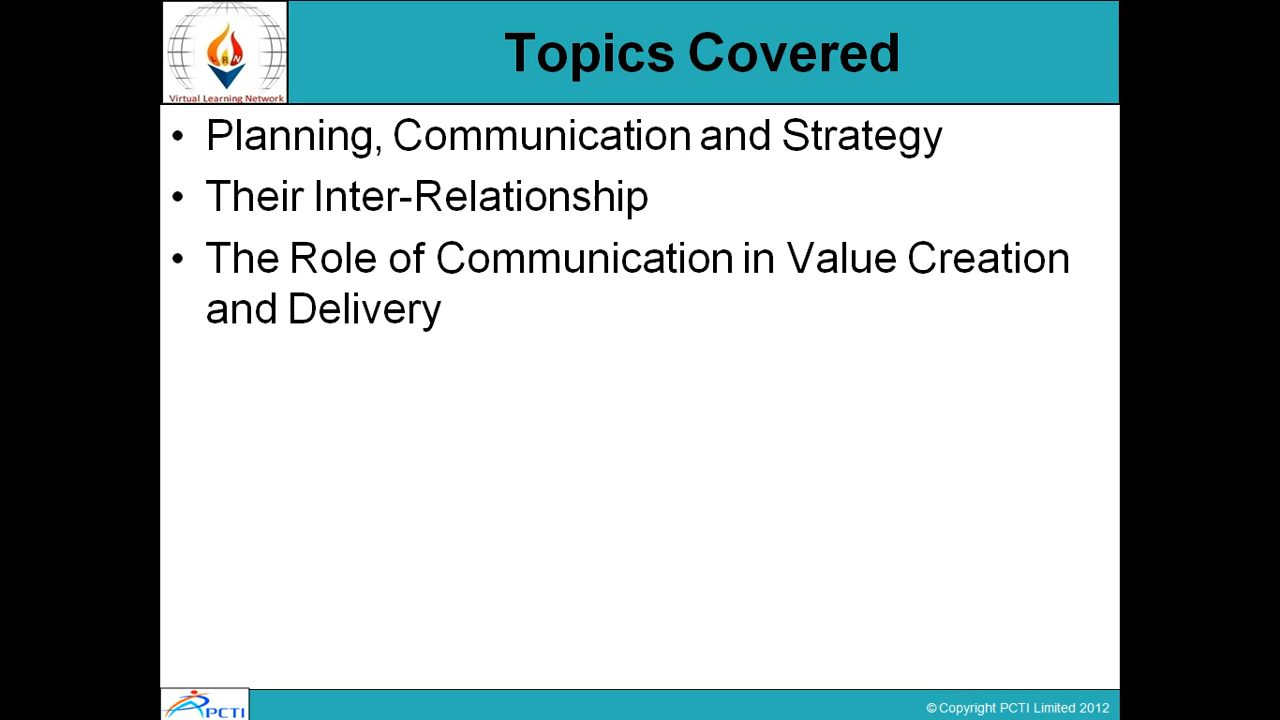 Topics Covered
LRN
Virtual Learning Network
• Planning, Communication and Strategy
• Their Inter-Relationship
• The Role of Communication in Value Creation
and Delivery
PCTI
© Copyright PCTI Limited 2012